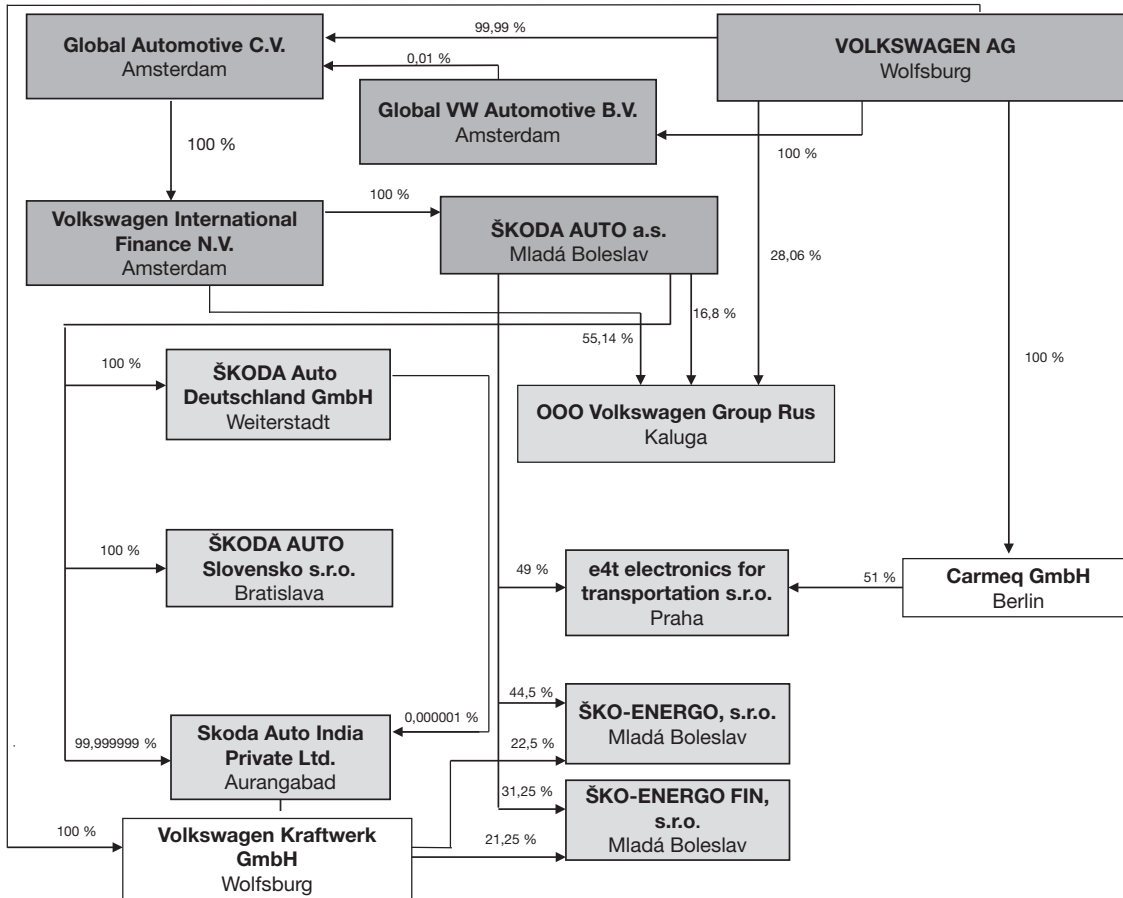 99,99 %
Global Automotive C.V.
Amsterdam
VOLKSWAGEN AG
Wolfsburg
0,01 %
Global VW Automotive B.V.
Amsterdam
100 %
100 %
100 %
Volkswagen International
Finance N.V.
Amsterdam
ŠKODA AUTO a.s.
Mladá Boleslav
28,06 %
16,8 %
55,14 %
100 %
100 %
ŠKODA Auto
Deutschland GmbH
Weiterstadt
OOO Volkswagen Group Rus
Kaluga
100 %
ŠKODA AUTO
Slovensko s.r.o.
Bratislava
49 %
e4t electronics for
transportation s.r.o.
Praha
51 %
Carmeq GmbH
Berlin
44,5 %
ŠKO-ENERGO, s.r.o.
Mladá Boleslav
0,000001 %
99,999999 %
Skoda Auto India
Private Ltd.
Aurangabad
22,5 %
31,25 %
ŠKO-ENERGO FIN,
s.r.o.
Mladá Boleslav
100 %
Volkswagen Kraftwerk
GmbH
Wolfsburg
21,25 %